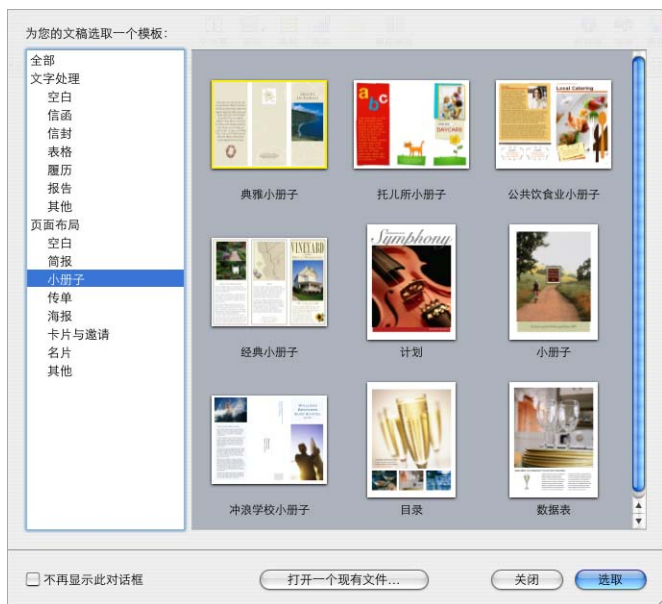 为您的文稿选取一个模板:
全部
文字处理
空白
信函
信封
表格
履历
报告
其他
页面布局
空白
简报
小册子
传单
海报
卡片与邀请
名片
其他
abc
DAYCARE
Local Catering
典雅小册子
托儿所小册子
公共饮食业小册子
VINEYARD
Symphony
经典小册子
计划
小册子
冲浪学校小册子
目录
数据表
不再显示此对话框
打开一个现有文件...
关闭
选取